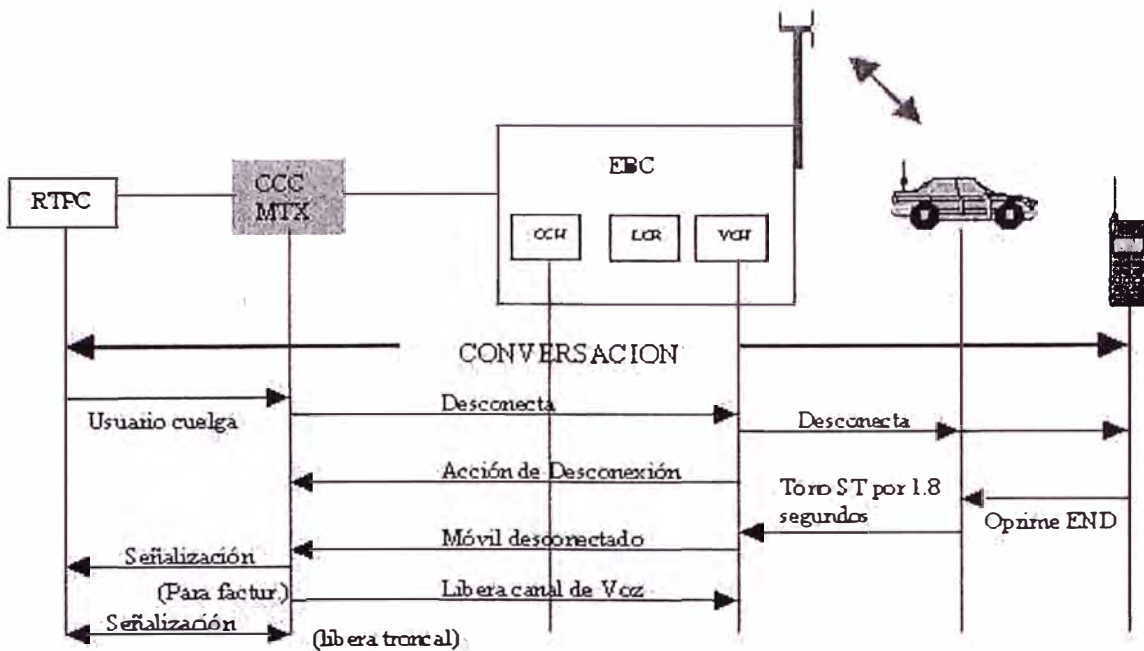 EBC
RTPC
CCC
MTX
CCH
LCR
VCH
CONVERSACION
Usuario cuelga
Desconecta
Desconecta
Acción de Desconexión
Tono ST por 1.8
segundos
Oprime END
Móvil desconectado
Señalización
(Para factur.)
Libera canal de Voz
Señalización
(libera troncal)